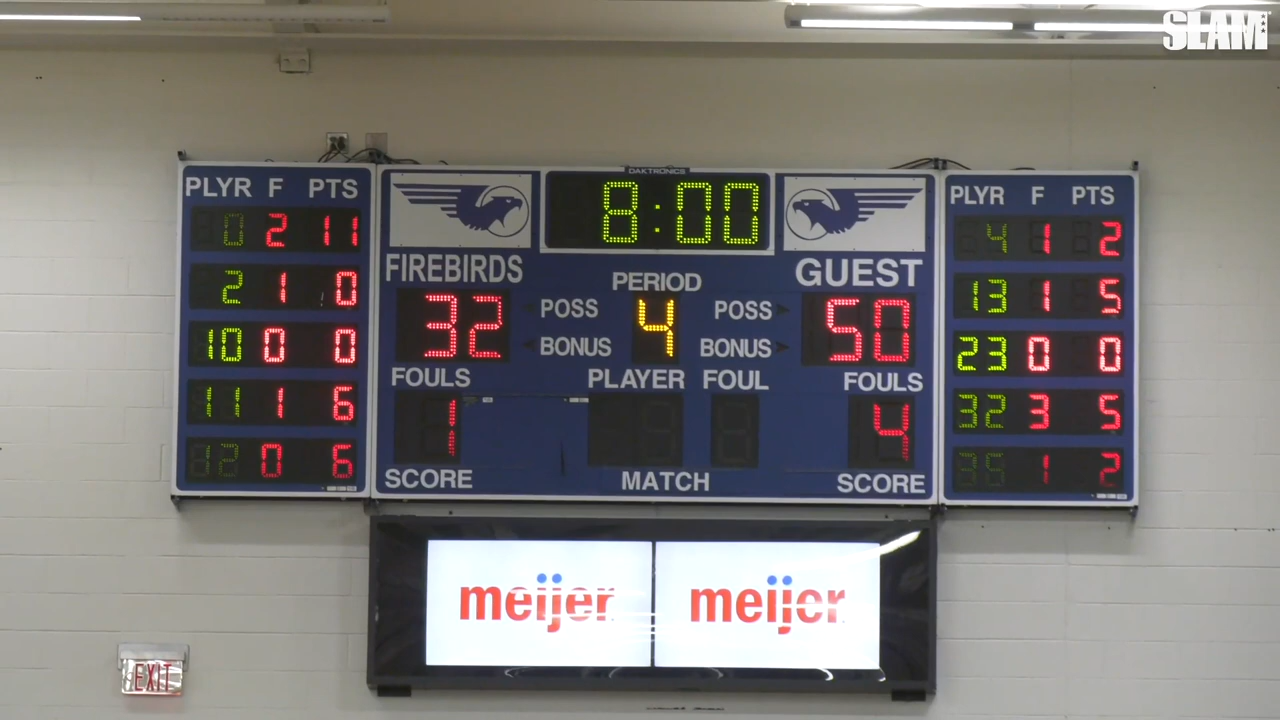 SLAM
DAKTRONICS
PLYR F PTS
0 2 11
2 1 0
10 0 0
11 1 6
12 0 6
8:00
FIREBIRDS
GUEST
PERIOD
32
POSS
4
POSS
50
BONUS
BONUS
FOULS
PLAYER FOUL
FOULS
1
4
SCORE
MATCH
SCORE
PLYR F PTS
4 1 2
13 1 5
23 0 0
32 3 5
1 2
meijer
meijer
EXIT